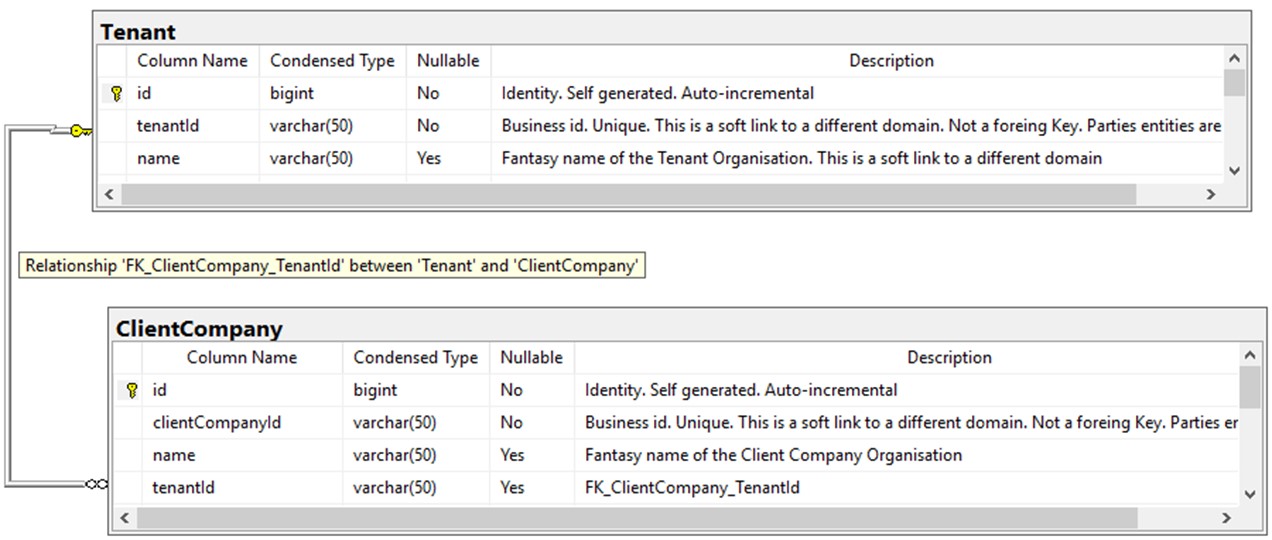 Tenant
Column Name Condensed Type Nullable Description
id bigint No Identity. Self generated. Auto-incremental
tenantId varchar(50) No Business id. Unique. This is a soft link to a different domain. Not a foreing Key. Parties entities are
name varchar(50) Yes Fantasy name of the Tenant Organisation. This is a soft link to a different domain
Relationship 'FK_ClientCompany_TenantId' between 'Tenant' and 'ClientCompany'
ClientCompany
Column Name Condensed Type Nullable Description
id bigint No Identity. Self generated. Auto-incremental
clientCompanyId varchar(50) No Business id. Unique. This is a soft link to a different domain. Not a foreing Key. Parties er
name varchar(50) Yes Fantasy name of the Client Company Organisation
tenantId varchar(50) Yes FK_ClientCompany_TenantId